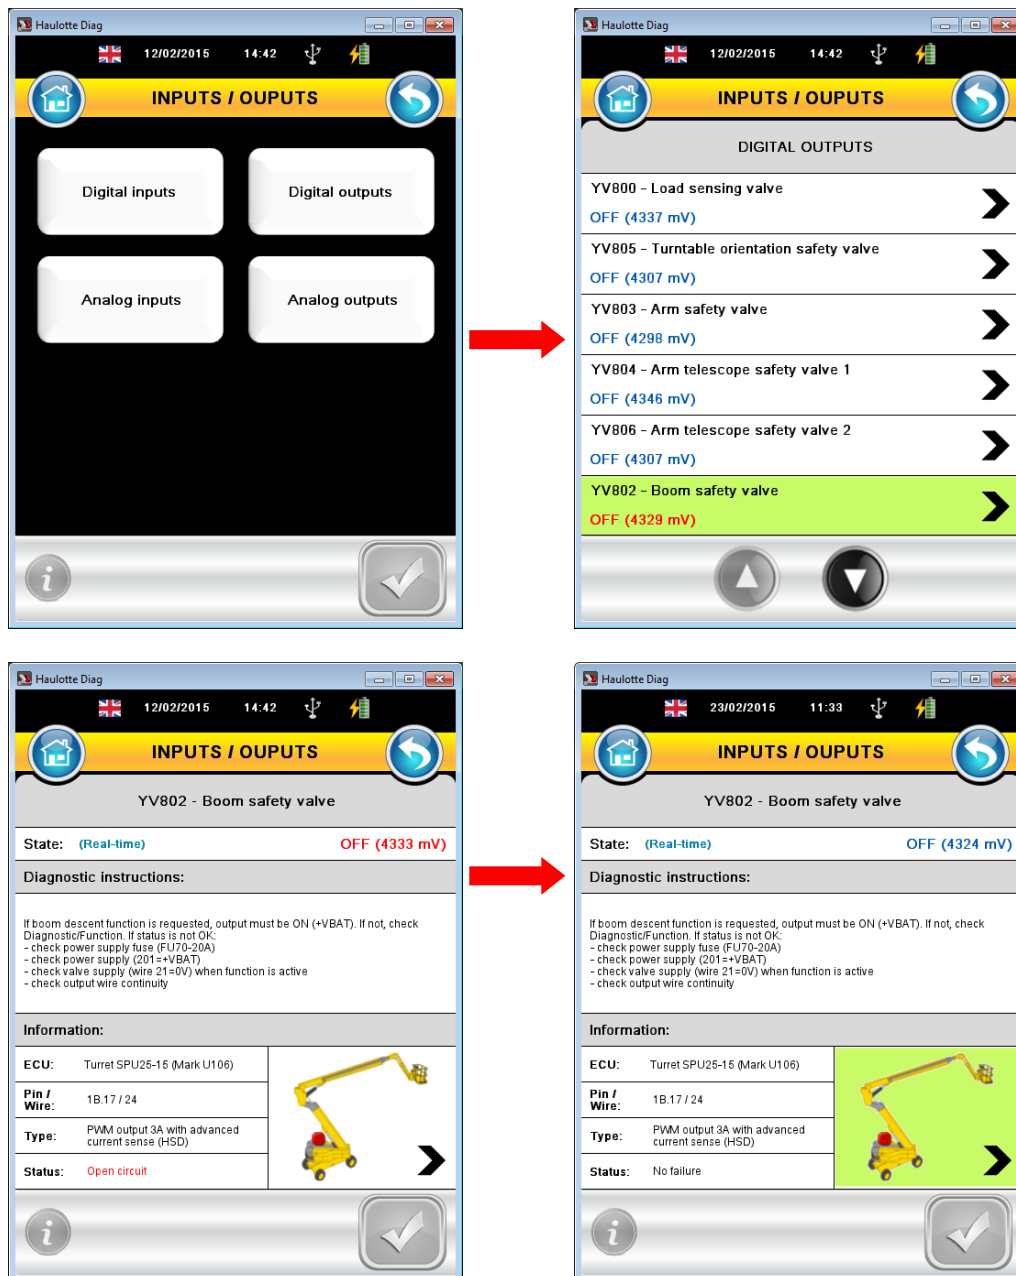 Haulotte Diag
12/02/2015 14:42
INPUTS / OUPUTS
Digital inputs
Digital outputs
Analog inputs
Analog outputs
i
Haulotte Diag
12/02/2015 14:42
INPUTS / OUPUTS
DIGITAL OUTPUTS
YV800 - Load sensing valve
OFF (4337 mV)
YV805 - Turntable orientation safety valve
OFF (4307 mV)
YV803 - Arm safety valve
OFF (4298 mV)
YV804 - Arm telescope safety valve 1
OFF (4346 mV)
YV806 - Arm telescope safety valve 2
OFF (4307 mV)
YV802 - Boom safety valve
OFF (4329 mV)
Haulotte Diag
12/02/2015 14:42
INPUTS / OUPUTS
YV802 - Boom safety valve
State: (Real-time) OFF (4333 mV)
Diagnostic instructions:
If boom descent function is requested, output must be ON (+VBAT). If not, check
Diagnostic/Function. If status is not OK:
- check power supply fuse (FU70-20A)
- check power supply (201=+VBAT)
- check valve supply (wire 21=0V) when function is active
- check output wire continuity
Information:
ECU: Turret SPU25-15 (Mark U106)
Pin / Wire: 1B.17 / 24
Type: PWM output 3A with advanced
current sense (HSD)
Status: Open circuit
i
Haulotte Diag
23/02/2015 11:33
INPUTS / OUPUTS
YV802 - Boom safety valve
State: (Real-time) OFF (4324 mV)
Diagnostic instructions:
If boom descent function is requested, output must be ON (+VBAT). If not, check
Diagnostic/Function. If status is not OK:
- check power supply fuse (FU70-20A)
- check power supply (201=+VBAT)
- check valve supply (wire 21=0V) when function is active
- check output wire continuity
Information:
ECU: Turret SPU25-15 (Mark U106)
Pin / Wire: 1B.17 / 24
Type: PWM output 3A with advanced
current sense (HSD)
Status: No failure
i